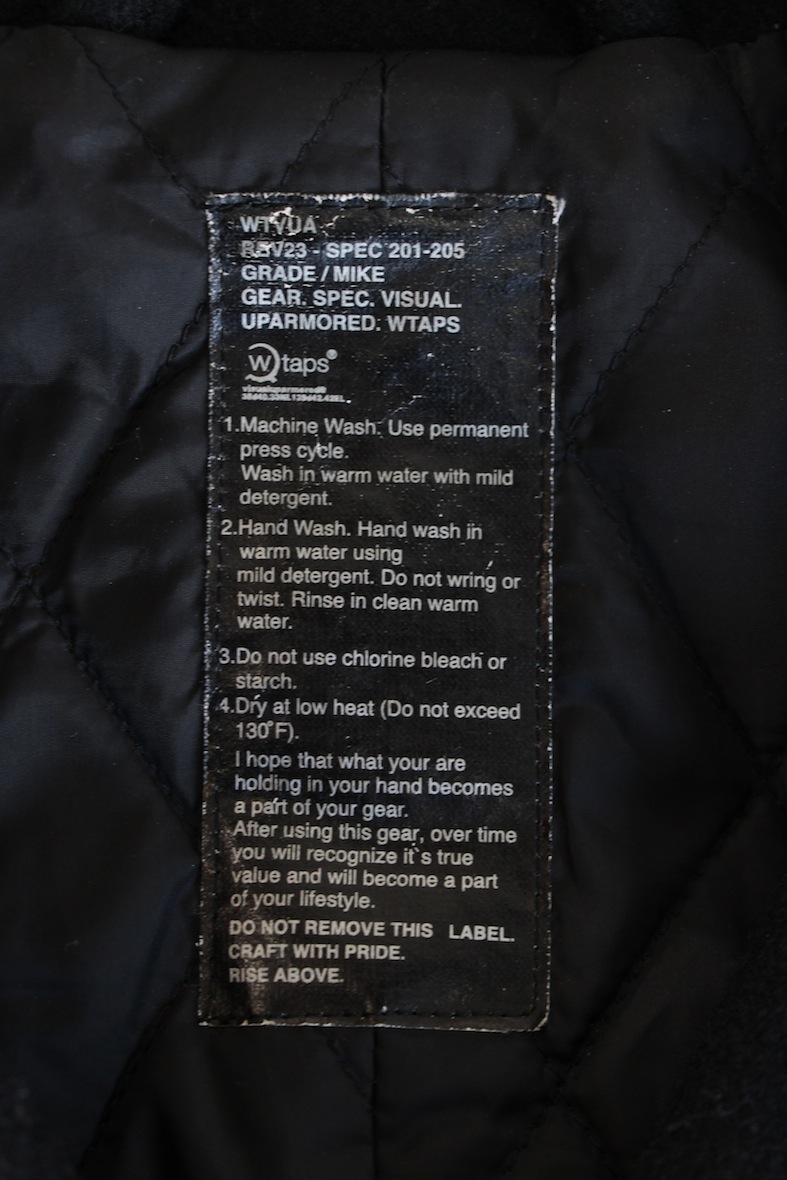 WTVUA
REV23 - SPEC 201-205
GRADE / MIKE
GEAR. SPEC. VISUAL.
UPARMORED. WTAPS
Wtaps®
visualuparmored®
1.Machine Wash. Use permanent
press cycle.
Wash in warm water with mild
detergent.
2.Hand Wash. Hand wash in
warm water using
mild detergent. Do not wring or
twist. Rinse in clean warm
water.
3.Do not use chlorine bleach or
starch.
4.Dry at low heat (Do not exceed
130°F).
I hope that what your are
holding in your hand becomes
a part of your gear.
After using this gear, over time
you will recognize it`s true
value and will become a part
of your lifestyle.
DO NOT REMOVE THIS LABEL.
CRAFT WITH PRIDE.
RISE ABOVE.